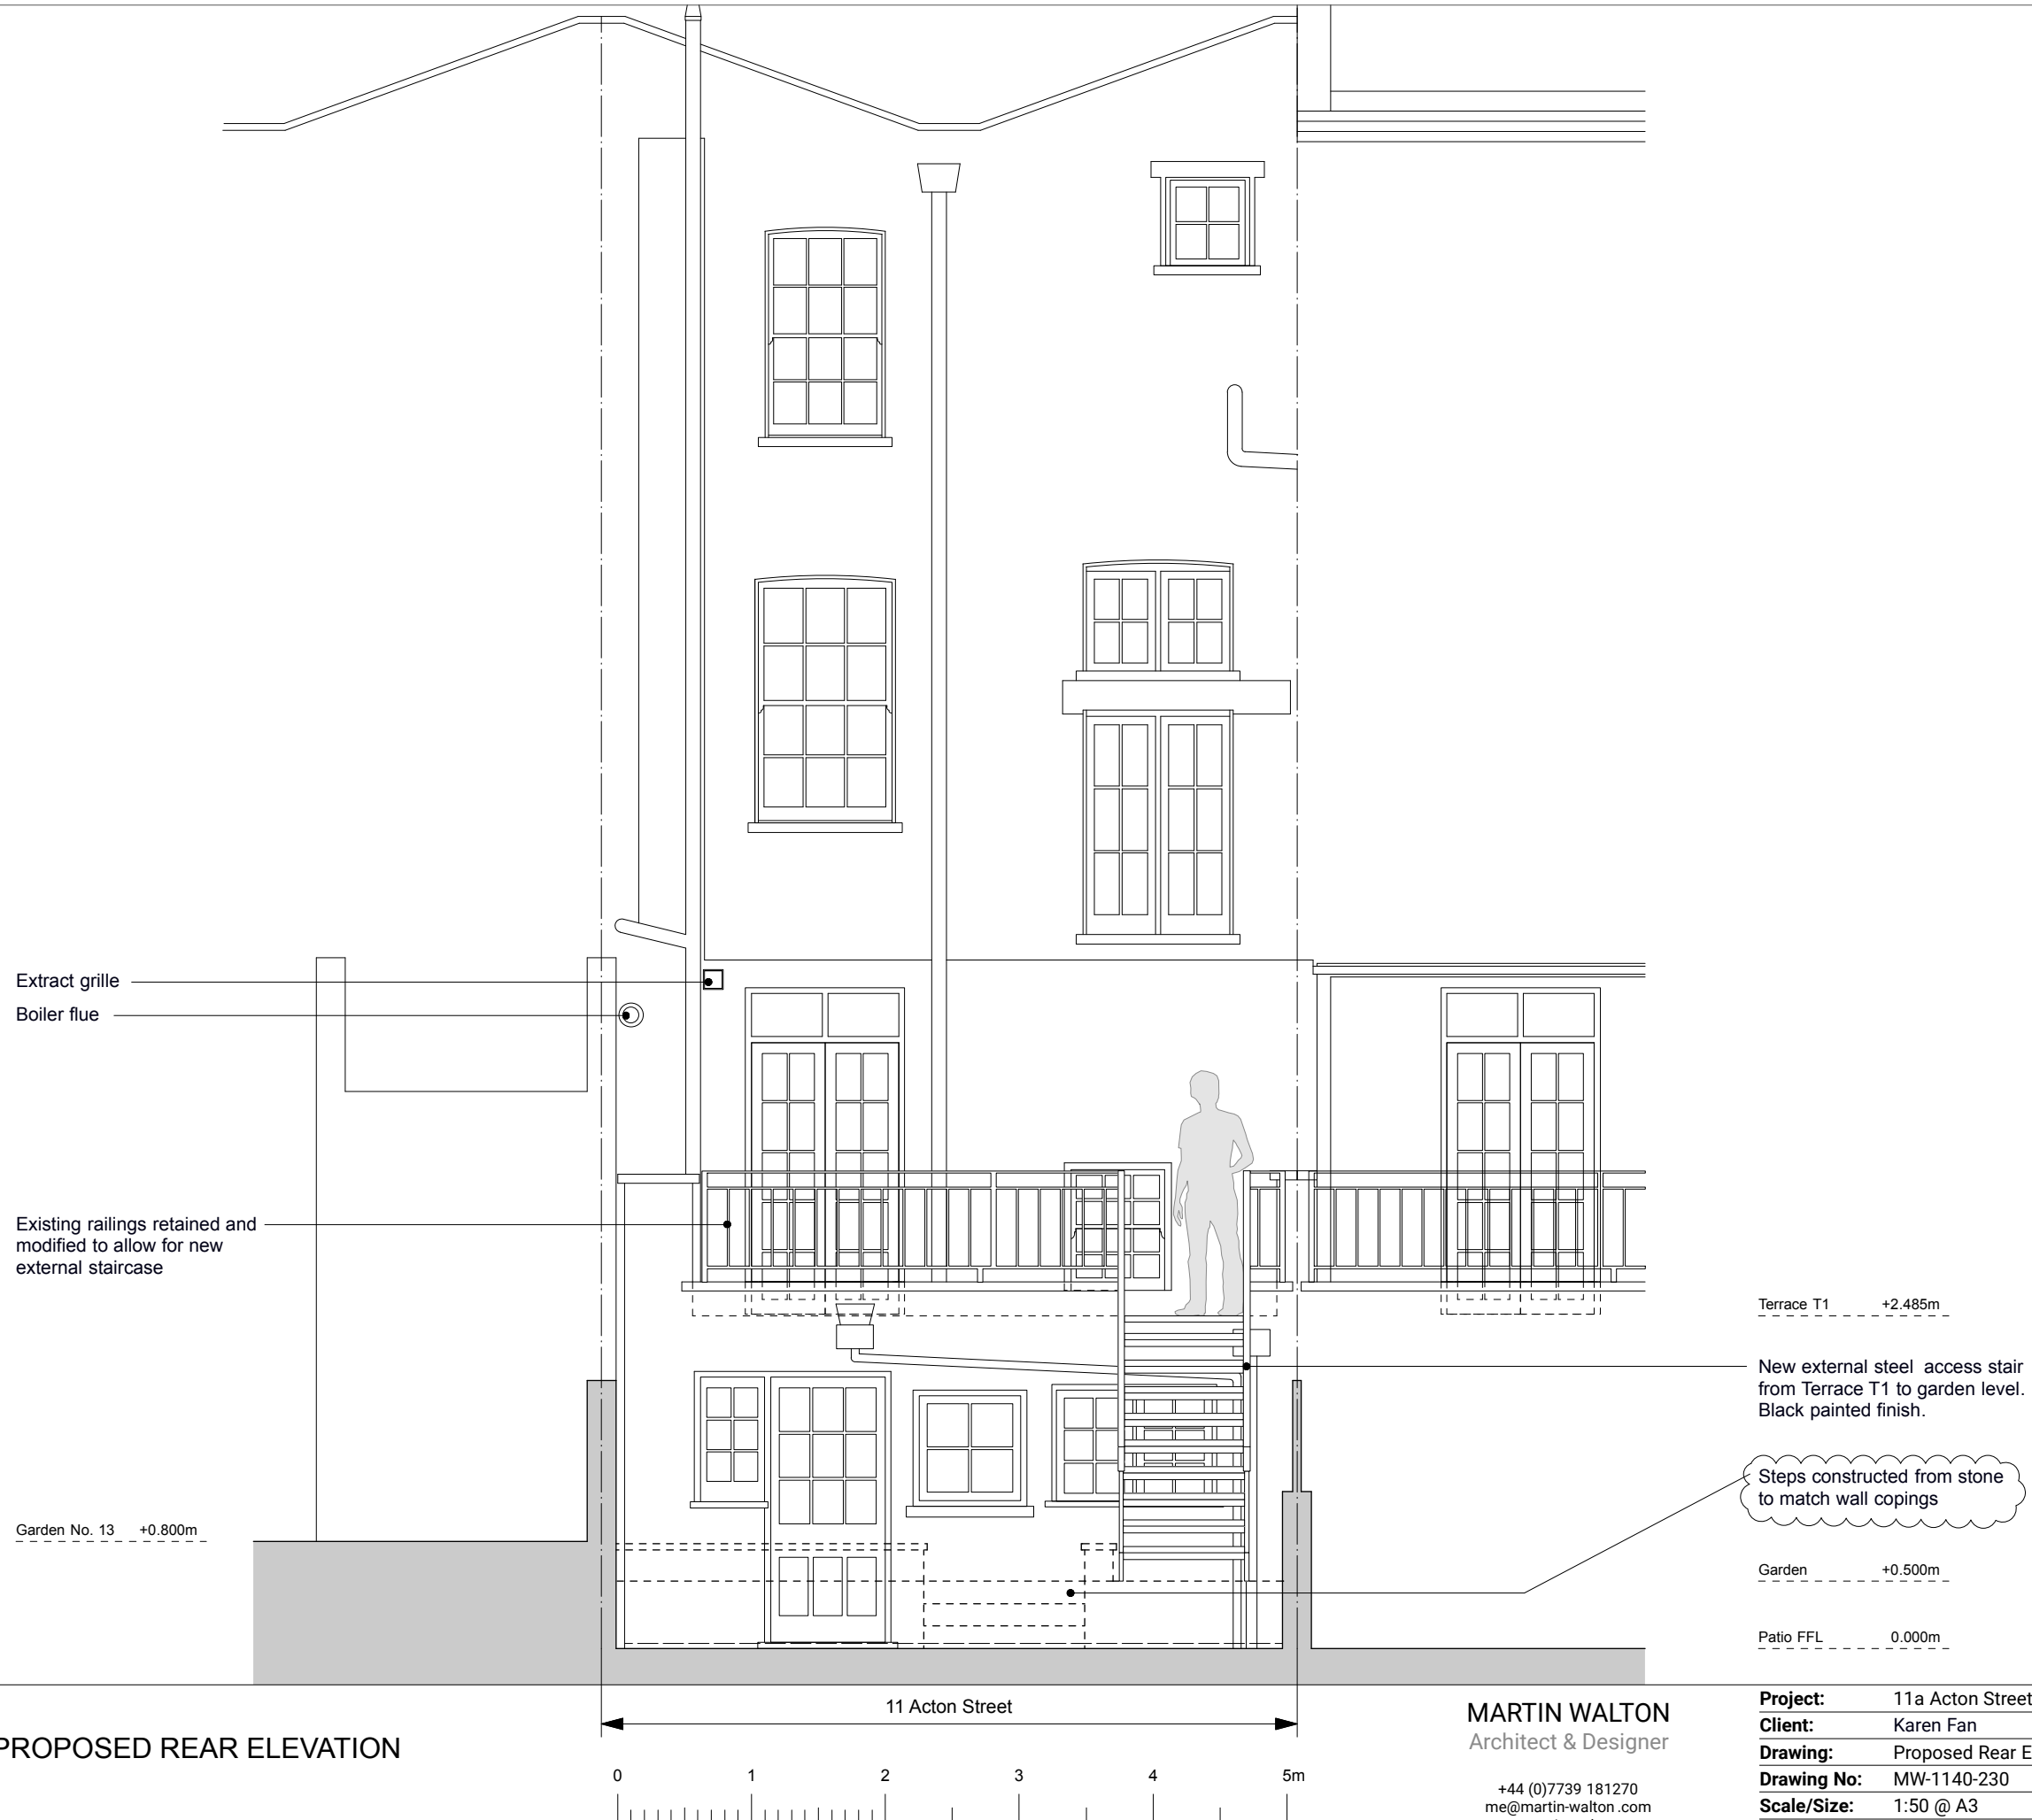 Extract grille
Boiler flue
Existing railings retained and
modified to allow for new
external staircase
Terrace T1 +2.485m
New external steel access stair
from Terrace T1 to garden level.
Black painted finish.
Steps constructed from stone
to match wall copings
Garden No. 13 +0.800m
Garden +0.500m
Patio FFL 0.000m
11 Acton Street
PROPOSED REAR ELEVATION
0 1 2 3 4 5m
MARTIN WALTON
Architect & Designer
+44 (0)7739 181270
me@martin-walton.com
Project: 11a Acton Street
Client: Karen Fan
Drawing: Proposed Rear E
Drawing No: MW-1140-230
Scale/Size: 1:50 @ A3